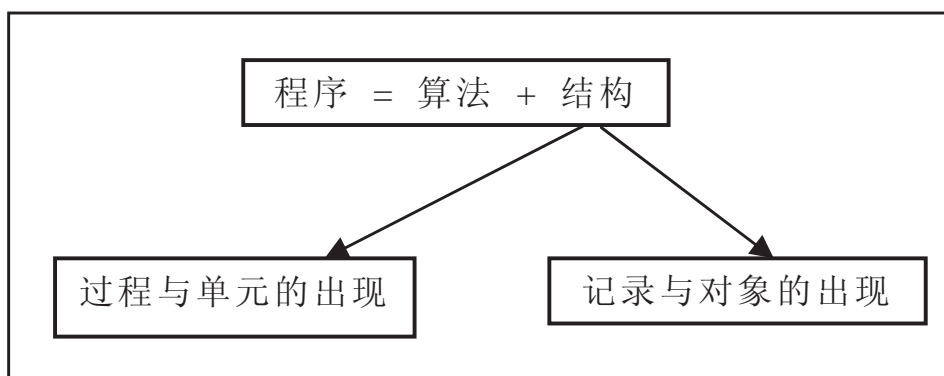 程序 = 算法 + 结构
过程与单元的出现
记录与对象的出现